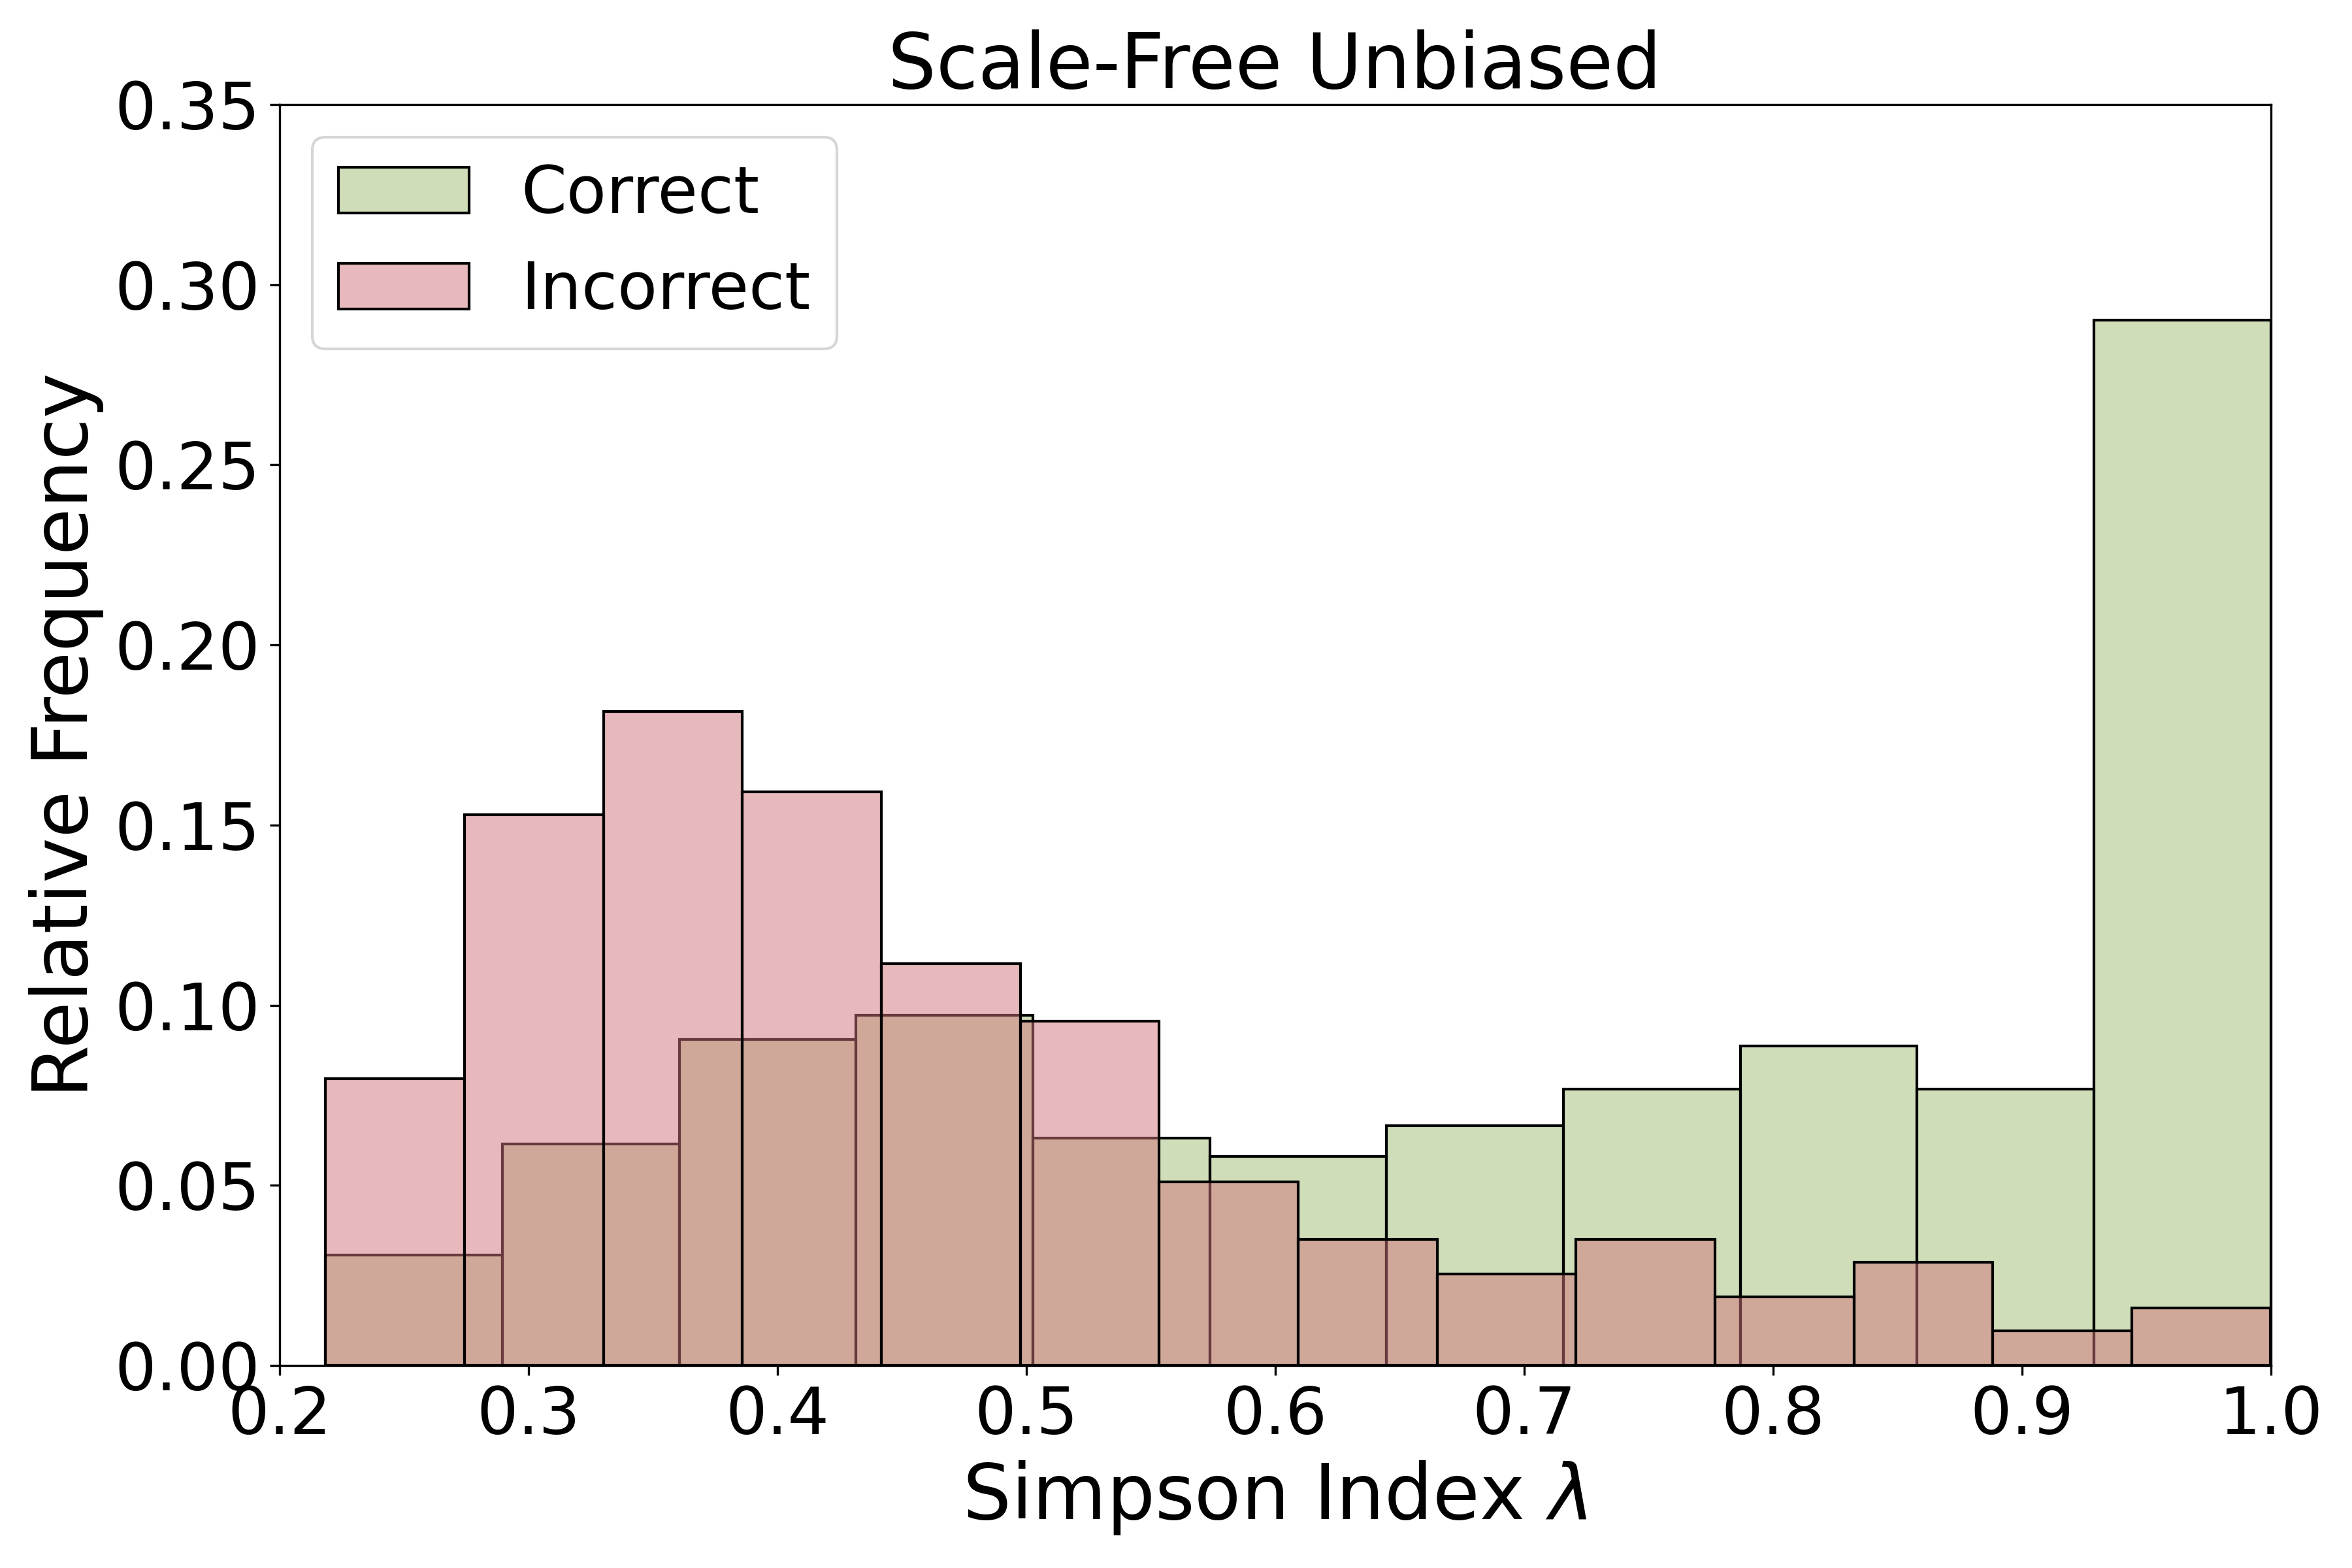 Scale-Free Unbiased
0.35
0.30
0.25
0.20
0.15
0.10
0.05
0.00
Relative Frequency
Correct
Incorrect
0.2 0.3 0.4 0.5 0.6 0.7 0.8 0.9 1.0
Simpson Index λ